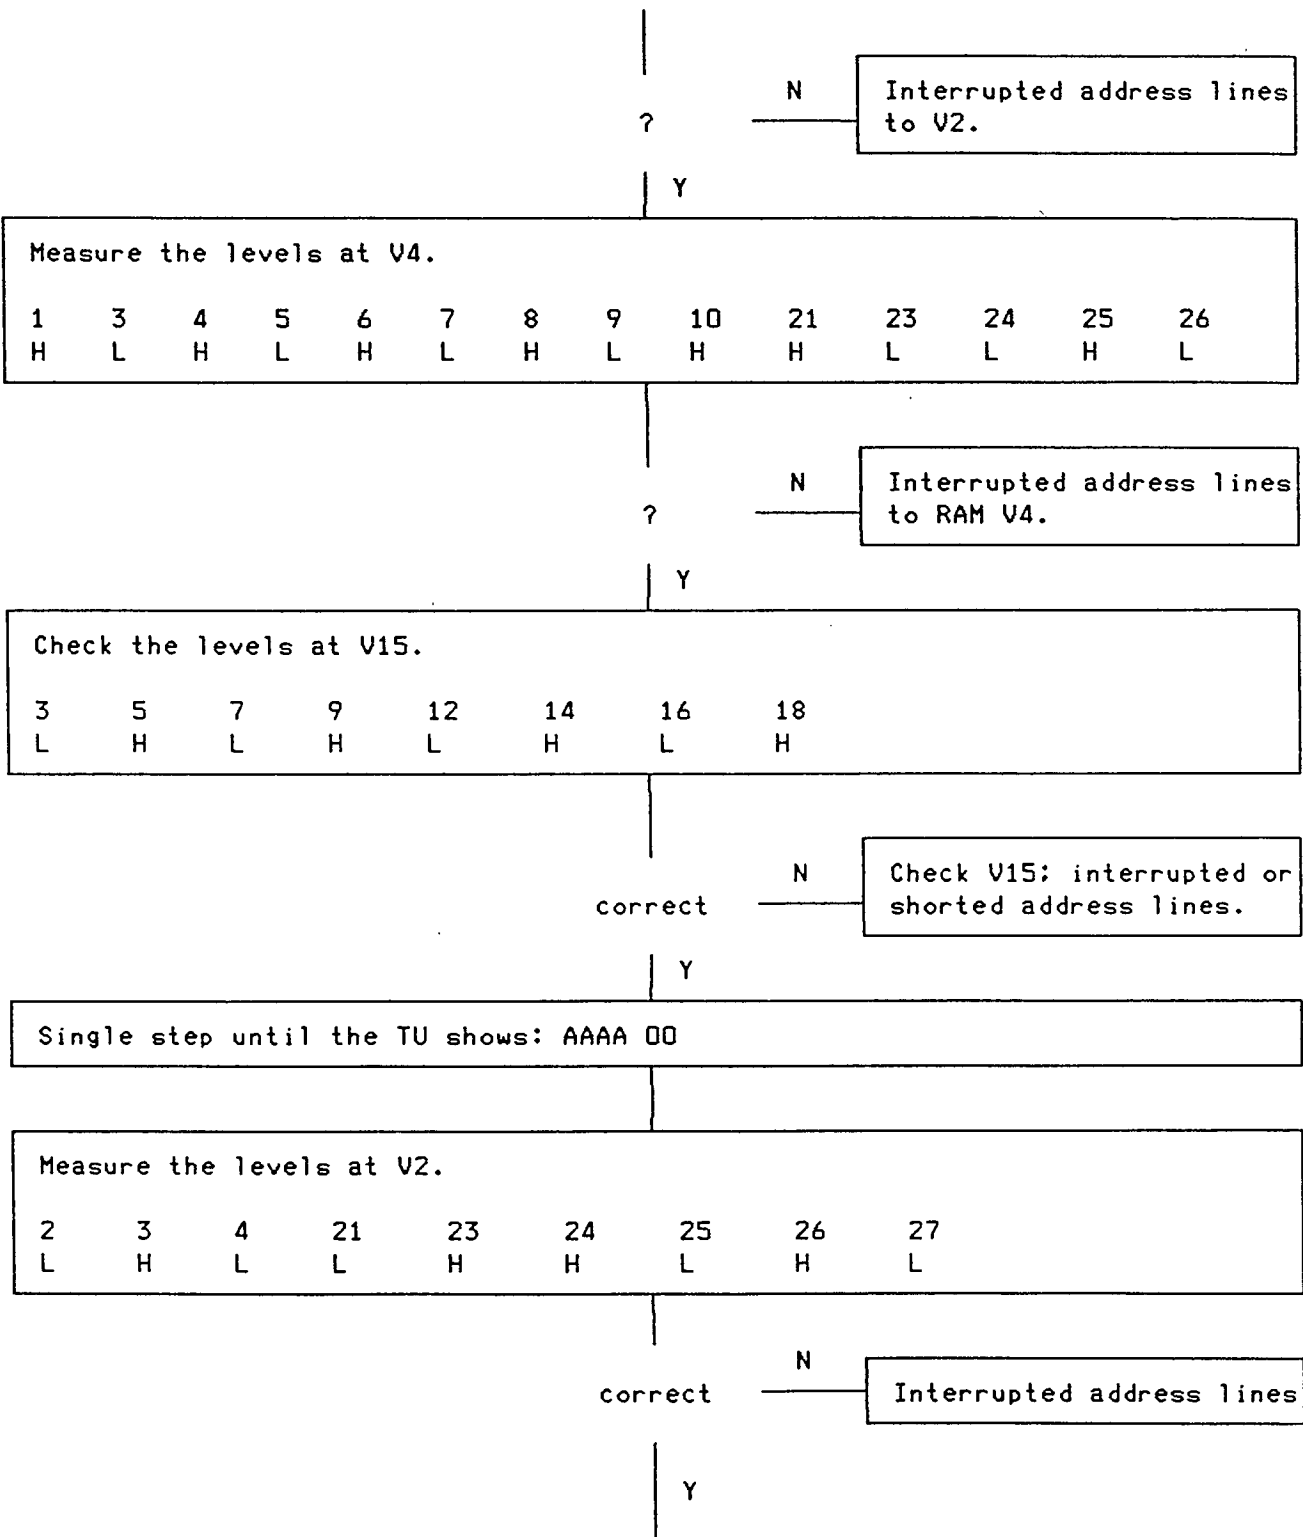 N
Interrupted address lines
to V2.
?
Y
Measure the levels at V4.
1 3 4 5 6 7 8 9 10 21 23 24 25 26
H L H L H L H L H H L L H L
N
Interrupted address lines
to RAM V4.
?
Y
Check the levels at V15.
3 5 7 9 12 14 16 18
L H L H L H L H
N
Check V15: interrupted or
shorted address lines.
correct
Y
Single step until the TU shows: AAAA 00
Measure the levels at V2.
2 3 4 21 23 24 25 26 27
L H L L H H L H L
N
correct
Interrupted address lines
Y